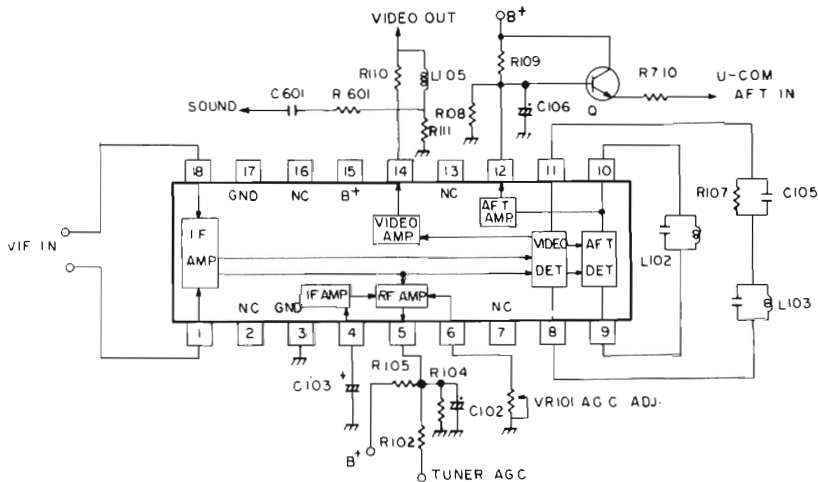 VIDEO OUT
B+
R110
L105
R109
R710
U-COM
AFT IN
C601
R 601
SOUND
R108
C106
Q
R111
18
17
16
15
14
13
12
11
10
GND
NC
B+
NC
R107
C105
AFT
AMP.
VIDEO
AMP.
IF
AMP
VIDEO
DET
AFT
DET
L102
VIF IN
L103
NC
GND
IFAMP
RF AMP
NC
1
2
3
4
5
6
7
8
9
C103
+
R105
R104
C102
VR101 AGC ADJ.
R102
B+
TUNER AGC